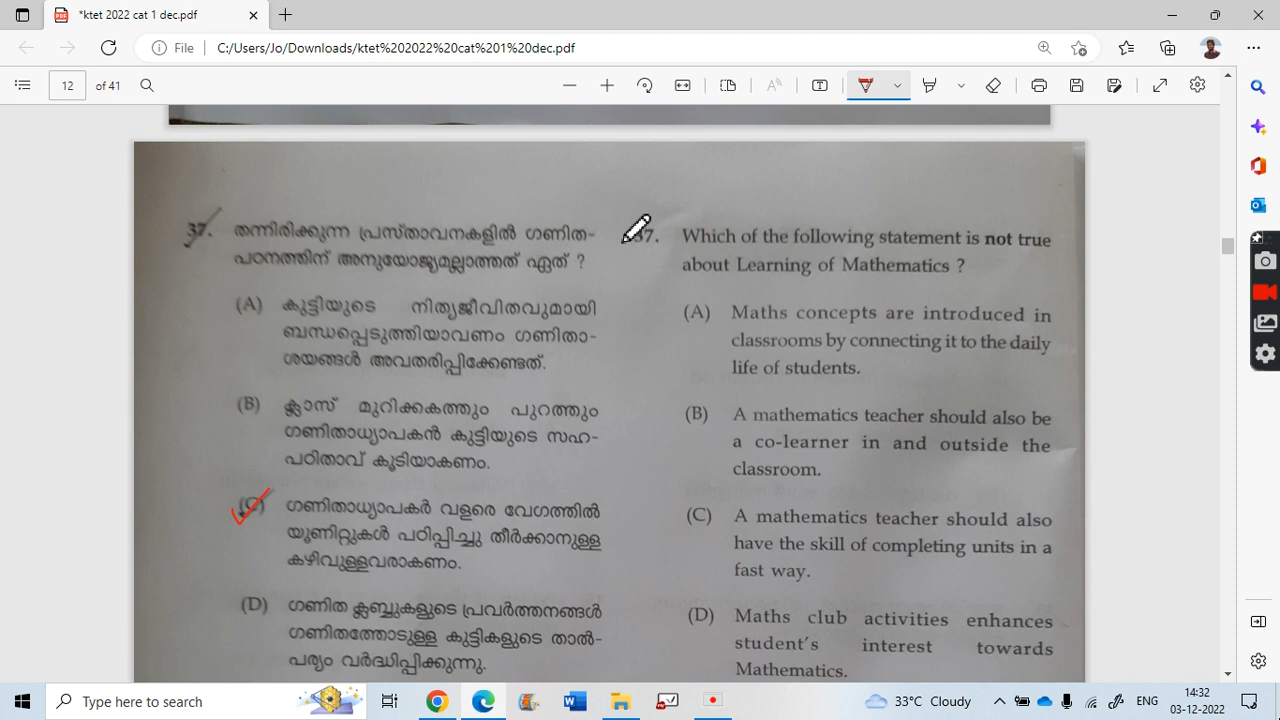 *ktet 2022 cat 1 dec.pdf
File C:/Users/Jo/Downloads/ktet%202022%20cat%201%20dec.pdf
12 of 41
37. തന്നിരിക്കുന്ന പ്രസ്താവനകളിൽ ഗണിത-
പഠനത്തിന് അനുയോജ്യമല്ലാത്തത് ഏത് ?
(A) കുട്ടിയുടെ നിത്യജീവിതവുമായി
ബന്ധപ്പെടുത്തിയാവണം ഗണിതാ-
ശയങ്ങൾ അവതരിപ്പിക്കേണ്ടത്.
(B) ക്ലാസ് മുറിക്കകത്തും പുറത്തും
ഗണിതാധ്യാപകൻ കുട്ടിയുടെ സഹ-
പഠിതാവ് കൂടിയാകണം.
(C) ഗണിതാധ്യാപകർ വളരെ വേഗത്തിൽ
യൂണിറ്റുകൾ പഠിപ്പിച്ചു തീർക്കാനുള്ള
കഴിവുള്ളവരാകണം.
(D) ഗണിത ക്ലബ്ബുകളുടെ പ്രവർത്തനങ്ങൾ
ഗണിതത്തോടുള്ള കുട്ടികളുടെ താൽ-
പര്യം വർദ്ധിപ്പിക്കുന്നു.
37. Which of the following statement is not true
about Learning of Mathematics ?
(A) Maths concepts are introduced in
classrooms by connecting it to the daily
life of students.
(B) A mathematics teacher should also be
a co-learner in and outside the
classroom.
(C) A mathematics teacher should also
have the skill of completing units in a
fast way.
(D) Maths club activities enhances
student's interest towards
Mathematics.
Type here to search
33°C Cloudy
ENG
14:32
03-12-2022